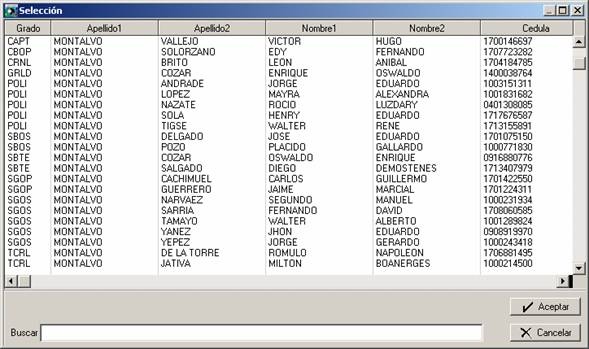 Selección
Grado Apellido1 Apellido2 Nombre1 Nombre2 Cedula
CAPT MONTALVO VALLEJO VICTOR HUGO 1700146697
CBOP MONTALVO SOLORZANO EDY FERNANDO 1707723282
CRNL MONTALVO BRITO LEON ANIBAL 1704184785
GRLD MONTALVO COZAR ENRIQUE OSWALDO 1400038764
POLI MONTALVO ANDRADE JORGE EDUARDO 1003151311
POLI MONTALVO LOPEZ MAYRA ALEXANDRA 1001831682
POLI MONTALVO NAZATE ROCIO LUZDARY 0401308085
POLI MONTALVO SOLA HENRY EDUARDO 1717676587
POLI MONTALVO TIGSE WALTER RENE 1713155891
SBOS MONTALVO DELGADO JOSE EDUARDO 1701075150
SBOS MONTALVO POZO PLACIDO GALLARDO 1000771830
SBTE MONTALVO COZAR OSWALDO ENRIQUE 0916880776
SBTE MONTALVO SALGADO DIEGO DEMOSTENES 1713407979
SGOP MONTALVO CACHIMUEL CARLOS GUILLERMO 1701422550
SGOP MONTALVO GUERRERO JAIME MARCIAL 1701224311
SGOS MONTALVO NARVAEZ SEGUNDO MANUEL 1000231934
SGOS MONTALVO SARRIA FERNANDO DAVID 1708060585
SGOS MONTALVO TAMAYO WALTER ALBERTO 1001289824
SGOS MONTALVO YANEZ JHON EDUARDO 0908919970
SGOS MONTALVO YEPEZ JORGE GERARDO 1000243418
TCRL MONTALVO DE LA TORRE ROMULO NAPOLEON 1706881495
TCRL MONTALVO JATIVA MILTON BOANERGES 1000214500
Aceptar
Buscar
Cancelar